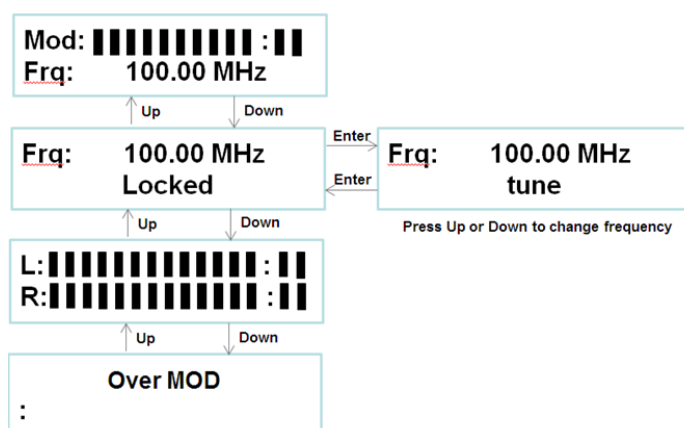 Mod: :
Frq: 100.00 MHz
Up Down
Frq: 100.00 MHz
Locked
Enter
Enter
Frq: 100.00 MHz
tune
Press Up or Down to change frequency
Up Down
L: :
R: :
Up Down
Over MOD
: